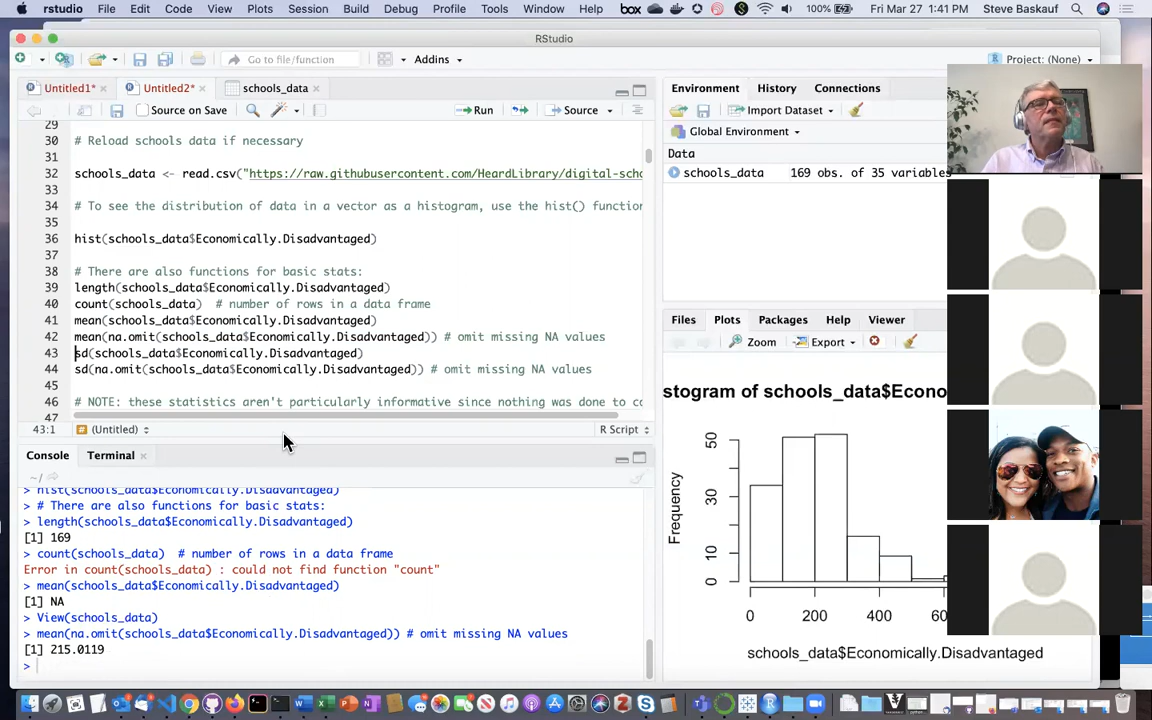 rstudio File Edit Code View Plots Session Build Debug Profile Tools Window Help box 100% Fri Mar 27 1:41 PM Steve Baskauf
RStudio
Go to file/function Addins Project: (None)
Untitled1* Untitled2* schools_data
Source on Save Run Source
29
30 # Reload schools data if necessary
31
32 schools_data <- read.csv("https://raw.githubusercontent.com/HeardLibrary/digital-scho
33
34 # To see the distribution of data in a vector as a histogram, use the hist() function
35
36 hist(schools_data$Economically.Disadvantaged)
37
38 # There are also functions for basic stats:
39 length(schools_data$Economically.Disadvantaged)
40 count(schools_data) # number of rows in a data frame
41 mean(schools_data$Economically.Disadvantaged)
42 mean(na.omit(schools_data$Economically.Disadvantaged)) # omit missing NA values
43 sd(schools_data$Economically.Disadvantaged)
44 sd(na.omit(schools_data$Economically.Disadvantaged)) # omit missing NA values
45
46 # NOTE: these statistics aren't particularly informative since nothing was done to co
47
43:1 (Untitled) R Script
Console Terminal
~/
> hist(schools_data$Economically.Disadvantaged)
> # There are also functions for basic stats:
> length(schools_data$Economically.Disadvantaged)
[1] 169
> count(schools_data) # number of rows in a data frame
Error in count(schools_data) : could not find function "count"
> mean(schools_data$Economically.Disadvantaged)
[1] NA
> View(schools_data)
> mean(na.omit(schools_data$Economically.Disadvantaged)) # omit missing NA values
[1] 215.0119
>
Environment History Connections
Import Dataset
Global Environment
Data
schools_data 169 obs. of 35 variables
Files Plots Packages Help Viewer
Zoom Export
stogram of schools_data$Econo
Frequency
50
30
10
0
0 200 400 60
schools_data$Economically.Disadvantaged